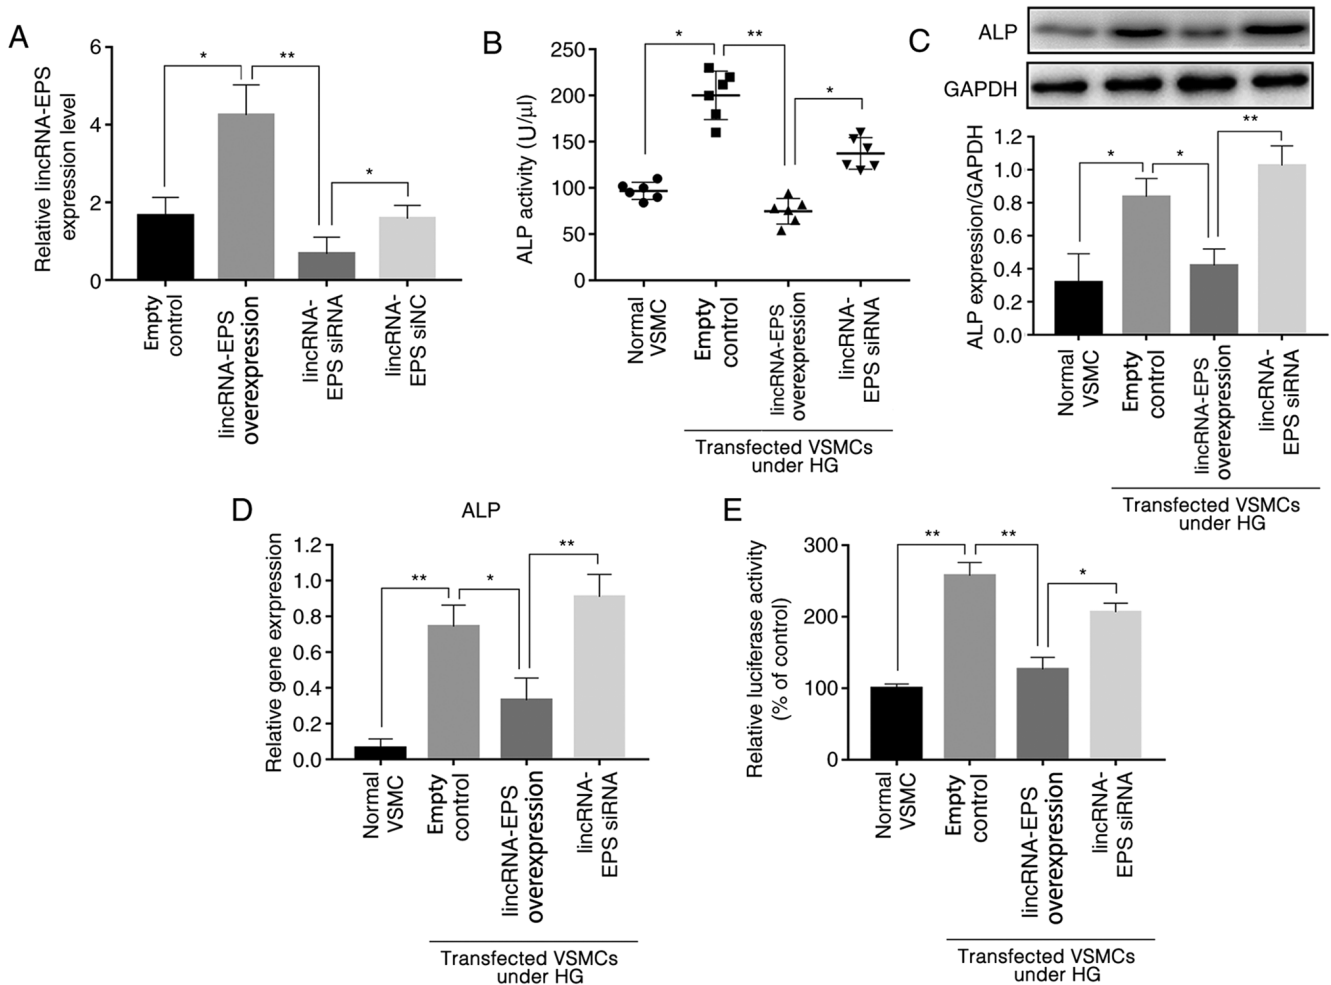 A
Relative lincRNA-EPS
expression level
6
4
2
0
*
**
*
Empty
control
lincRNA-EPS
overexpression
lincRNA-
EPS siRNA
lincRNA-
EPS siNC
B
ALP activity (U/µl)
250
200
150
100
50
0
*
**
*
Normal
VSMC
Empty
control
lincRNA-EPS
overexpression
lincRNA-
EPS siRNA
Transfected VSMCs
under HG
C
ALP
GAPDH
ALP expression/GAPDH
1.2
1.0
0.8
0.6
0.4
0.2
0.0
*
*
**
Normal
VSMC
Empty
control
lincRNA-EPS
overexpression
lincRNA-
EPS siRNA
Transfected VSMCs
under HG
D
ALP
Relative gene exrpression
1.2
1.0
0.8
0.6
0.4
0.2
0.0
**
*
**
Normal
VSMC
Empty
control
lincRNA-EPS
overexpression
lincRNA-
EPS siRNA
Transfected VSMCs
under HG
E
Relative luciferase activity
(% of control)
300
200
100
0
**
**
*
Normal
VSMC
Empty
control
lincRNA-EPS
overexpression
lincRNA-
EPS siRNA
Transfected VSMCs
under HG